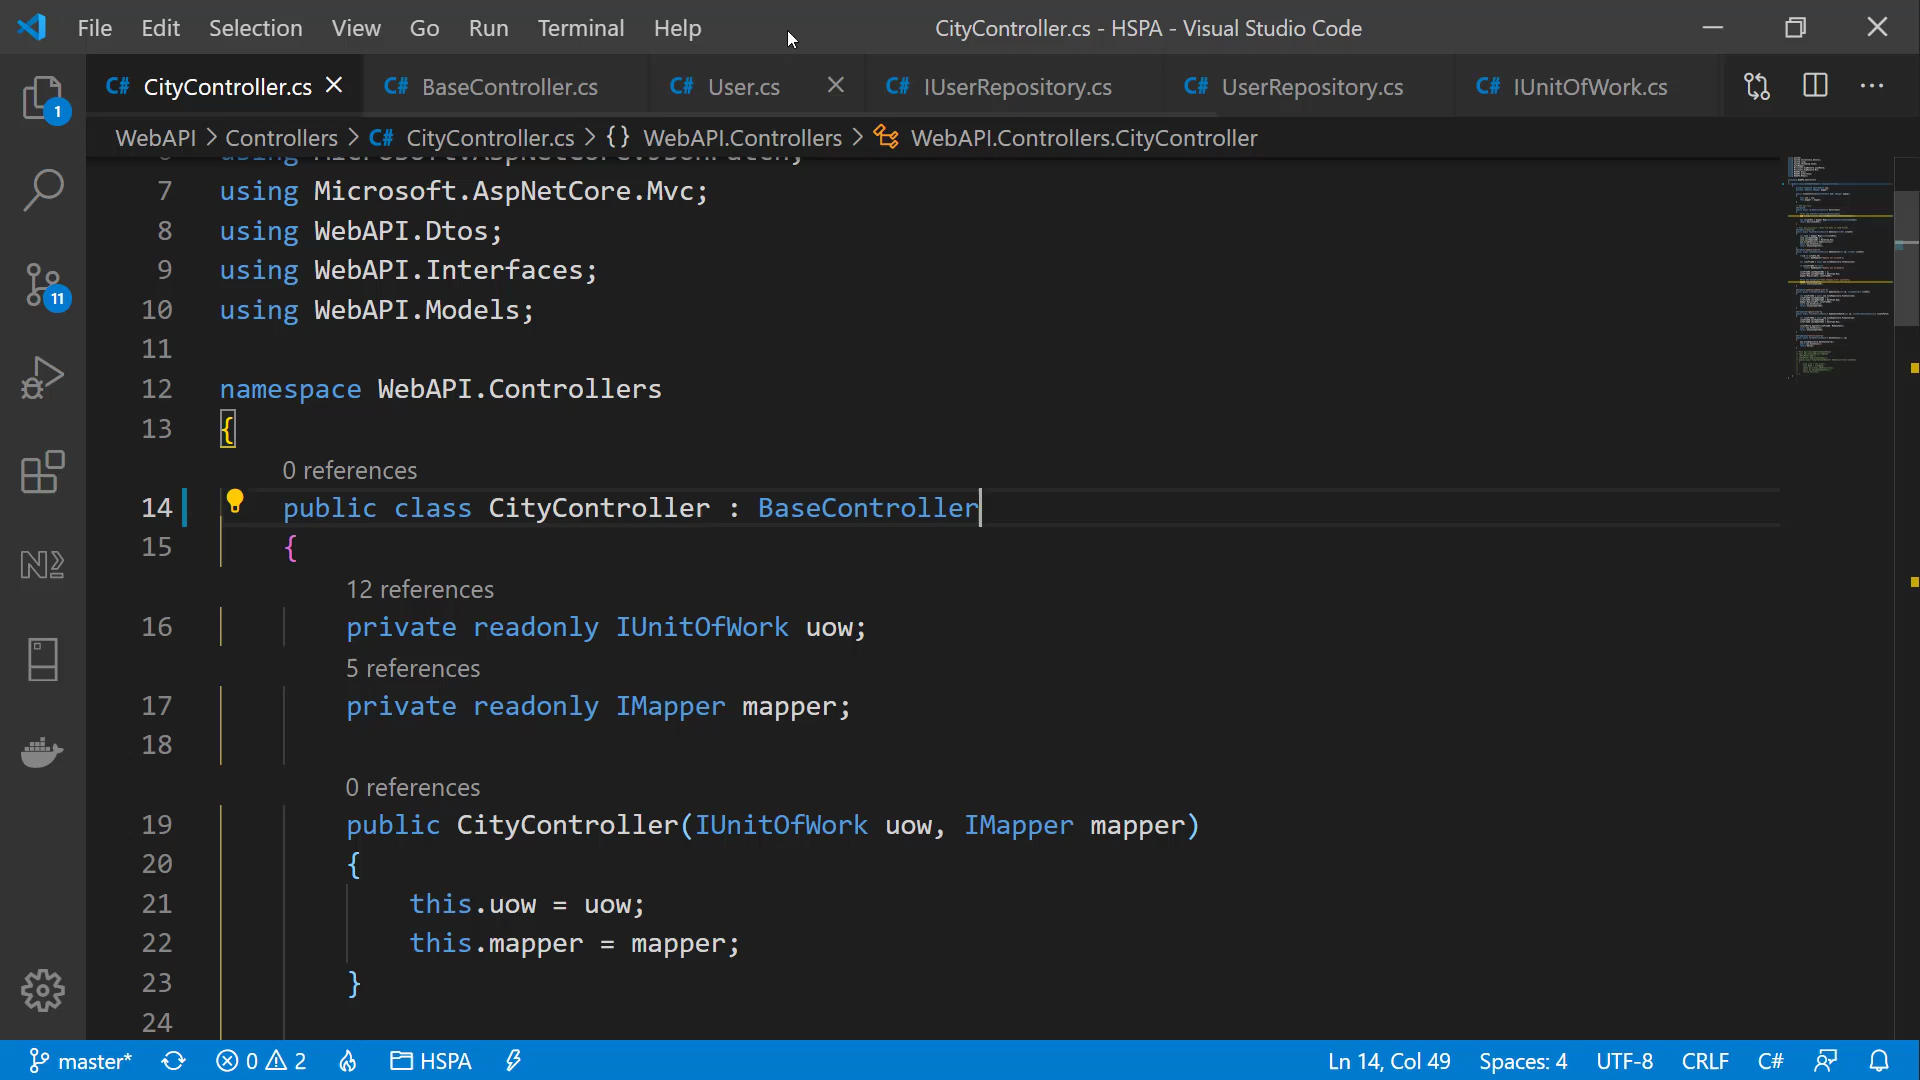 File Edit Selection View Go Run Terminal Help CityController.cs - HSPA - Visual Studio Code
C# CityController.cs C# BaseController.cs C# User.cs C# IUserRepository.cs C# UserRepository.cs C# IUnitOfWork.cs
WebAPI > Controllers > C# CityController.cs > {} WebAPI.Controllers > WebAPI.Controllers.CityController
1
11
7 using Microsoft.AspNetCore.Mvc;
8 using WebAPI.Dtos;
9 using WebAPI.Interfaces;
10 using WebAPI.Models;
11
12 namespace WebAPI.Controllers
13 {
0 references
14 public class CityController : BaseController
15 {
12 references
16 private readonly IUnitOfWork uow;
5 references
17 private readonly IMapper mapper;
18
0 references
19 public CityController(IUnitOfWork uow, IMapper mapper)
20 {
21 this.uow = uow;
22 this.mapper = mapper;
23 }
24
master* 0 2 HSPA Ln 14, Col 49 Spaces: 4 UTF-8 CRLF C#